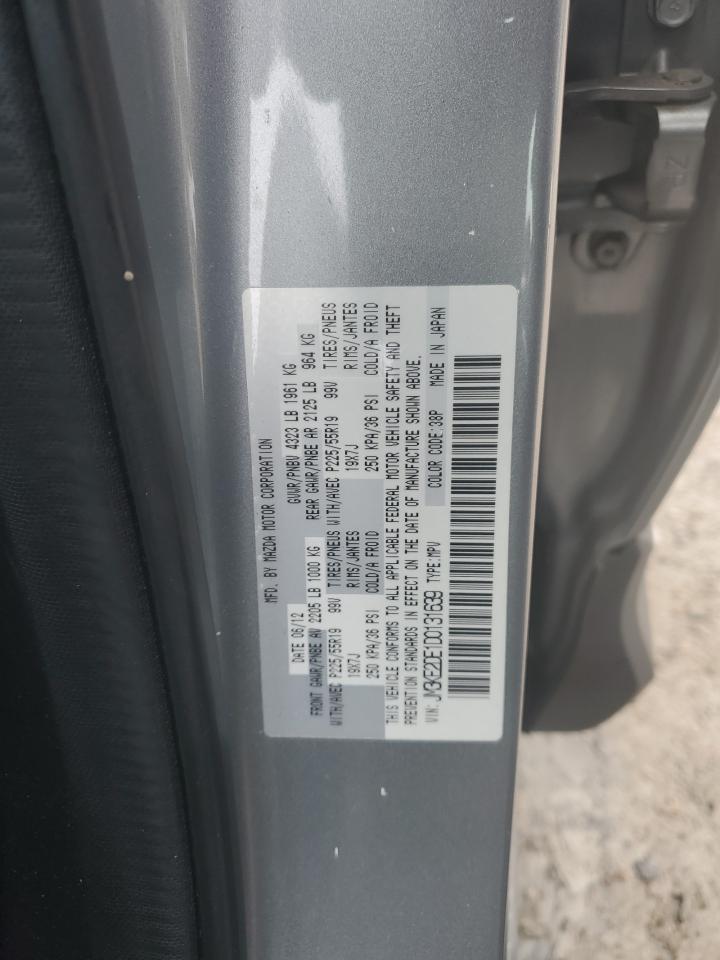 MFD. BY MAZDA MOTOR CORPORATION
DATE 06/12 GVWR/PNBV 4323 LB 1961 KG
FRONT GAWR/PNBE AV 2205 LB 1000 KG REAR GAWR/PNBE AR 2125 LB 964 KG
WITH/AVEC P225/55R19 99V TIRES/PNEUS WITH/AVEC P225/55R19 99V TIRES/PNEUS
19X7J RIMS/JANTES 19X7J RIMS/JANTES
250 KPA/36 PSI COLD/A FROID 250 KPA/36 PSI COLD/A FROID
THIS VEHICLE CONFORMS TO ALL APPLICABLE FEDERAL MOTOR VEHICLE SAFETY AND THEFT
PREVENTION STANDARDS IN EFFECT ON THE DATE OF MANUFACTURE SHOWN ABOVE.
VIN: JM3KE2DE1D0131639 TYPE:MPV COLOR CODE:38P MADE IN JAPAN